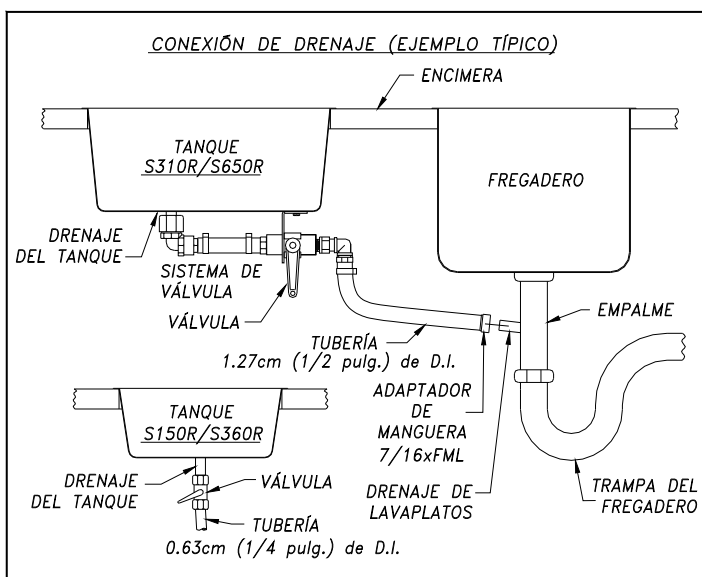 CONEXIÓN DE DRENAJE (EJEMPLO TÍPICO)
ENCIMERA
TANQUE
S310R/S650R
FREGADERO
DRENAJE
DEL TANQUE
SISTEMA DE
VÁLVULA
VÁLVULA
EMPALME
TUBERÍA
1.27cm (1/2 pulg.) de D.I.
ADAPTADOR
DE
MANGUERA
7/16xFML
DRENAJE DE
LAVAPLATOS
TRAMPA DEL
FREGADERO
TANQUE
S150R/S360R
DRENAJE
DEL TANQUE
VÁLVULA
TUBERÍA
0.63cm (1/4 pulg.) de D.I.